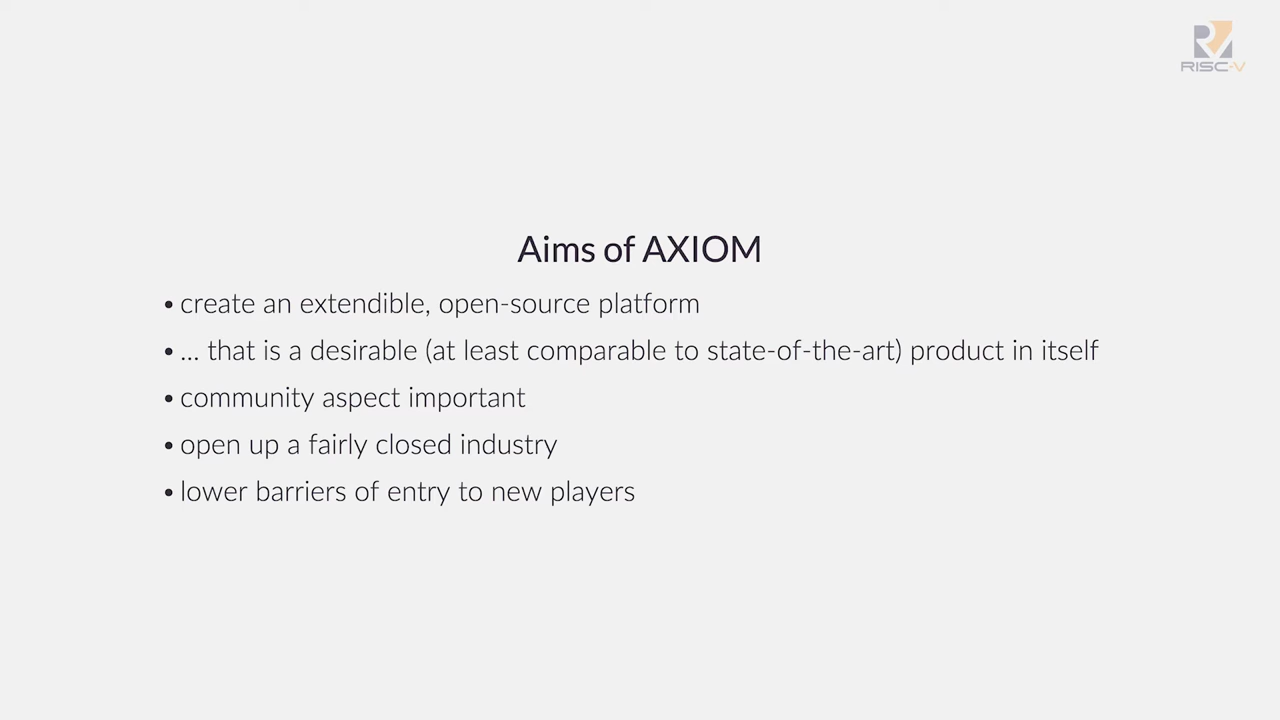 RISC-V
Aims of AXIOM
• create an extendible, open-source platform
• ... that is a desirable (at least comparable to state-of-the-art) product in itself
• community aspect important
• open up a fairly closed industry
• lower barriers of entry to new players